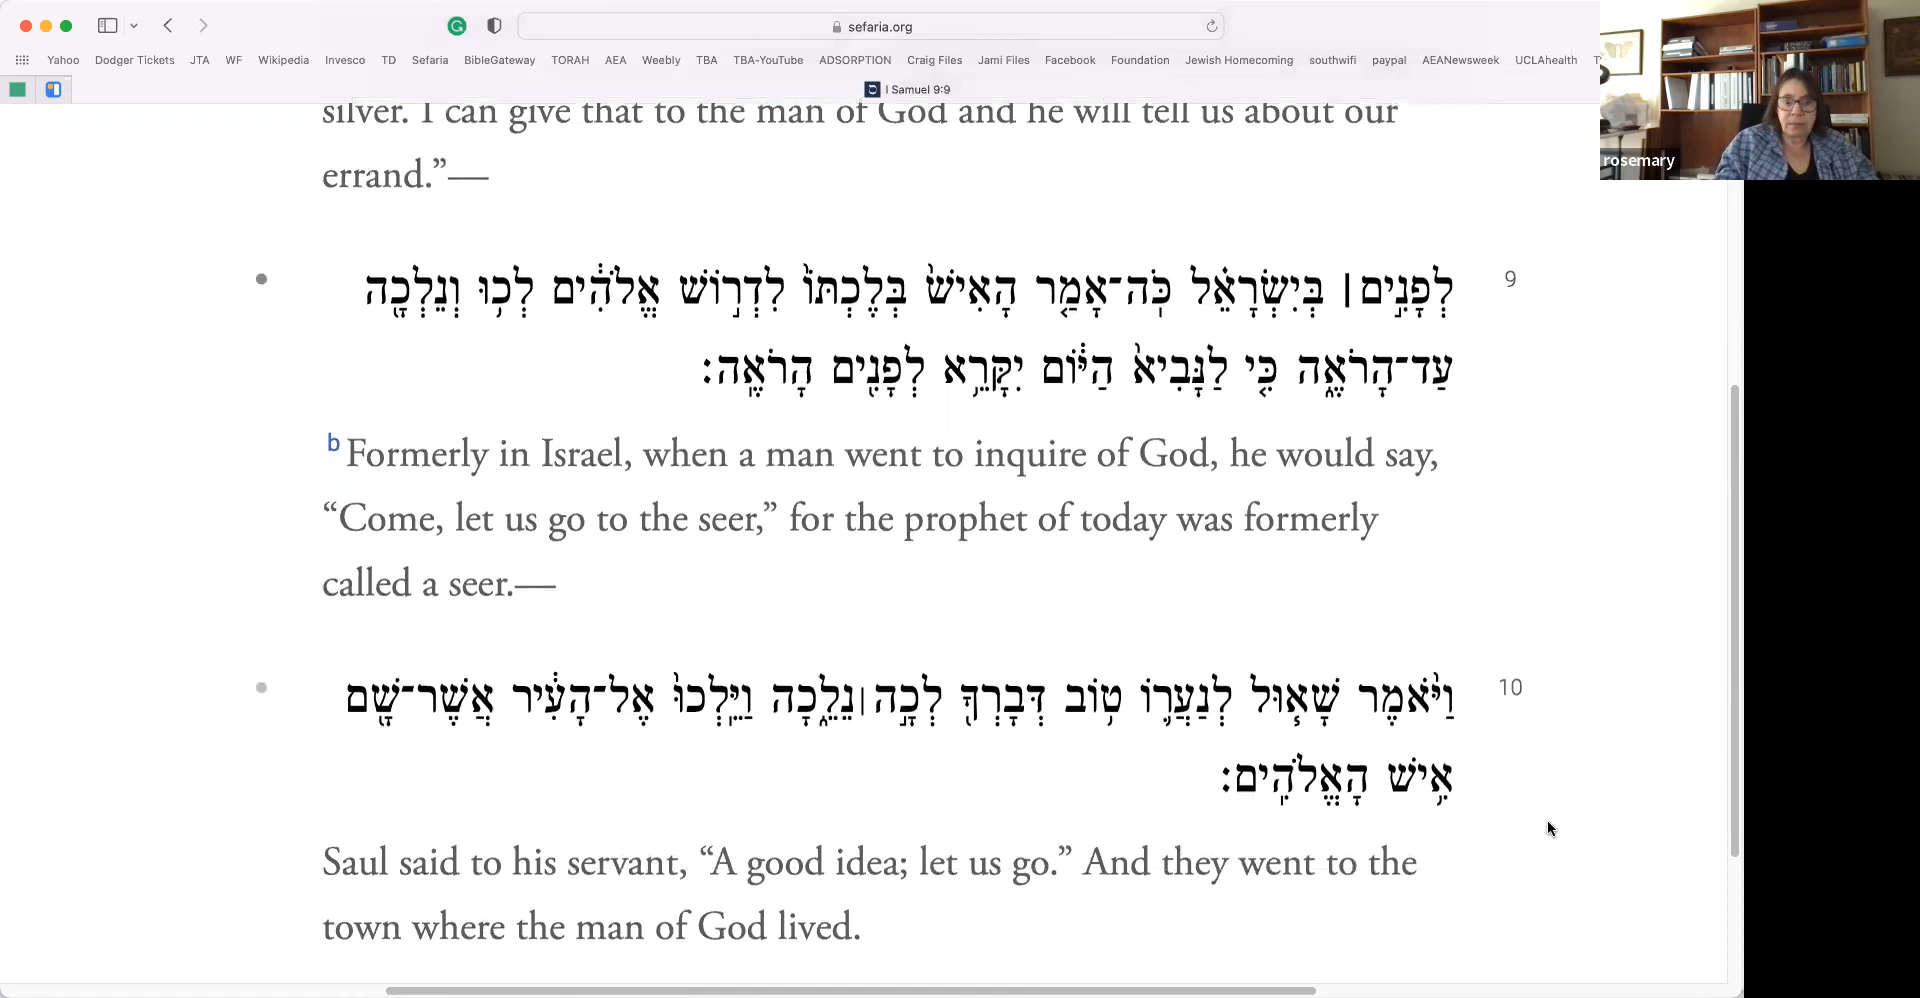 sefaria.org
Yahoo Dodger Tickets JTA WF Wikipedia Invesco TD Sefaria BibleGateway TORAH AEA Weebly TBA TBA-YouTube ADSORPTION Craig Files Jami Files Facebook Foundation Jewish Homecoming southwifi paypal AEANewsweek UCLAhealth
I Samuel 9:9
rosemary
silver. I can give that to the man of God and he will tell us about our
errand.”—
9
לְפָנִ֣ים׀ בְּיִשְׂרָאֵ֗ל כֹּֽה־אָמַ֤ר הָאִישׁ֙ בְּלֶכְתּוֹ֙ לִדְר֣וֹשׁ אֱלֹהִ֔ים לְכ֥וּ וְנֵלְכָ֖ה
עַד־הָרֹאֶ֑ה כִּ֤י לַנָּבִיא֙ הַיּ֔וֹם יִקָּרֵ֥א לְפָנִ֖ים הָרֹאֶֽה׃
b Formerly in Israel, when a man went to inquire of God, he would say,
“Come, let us go to the seer,” for the prophet of today was formerly
called a seer.—
10
וַיֹּ֨אמֶר שָׁא֧וּל לְנַעֲר֛וֹ ט֥וֹב דְּבָרְךָ֖ לְכָ֣ה׀נֵלֵ֑כָה וַיֵּֽלְכוּ֙ אֶל־הָעִ֔יר אֲשֶׁר־שָׁ֖ם
אִ֥ישׁ הָאֱלֹהִֽים׃
Saul said to his servant, “A good idea; let us go.” And they went to the
town where the man of God lived.